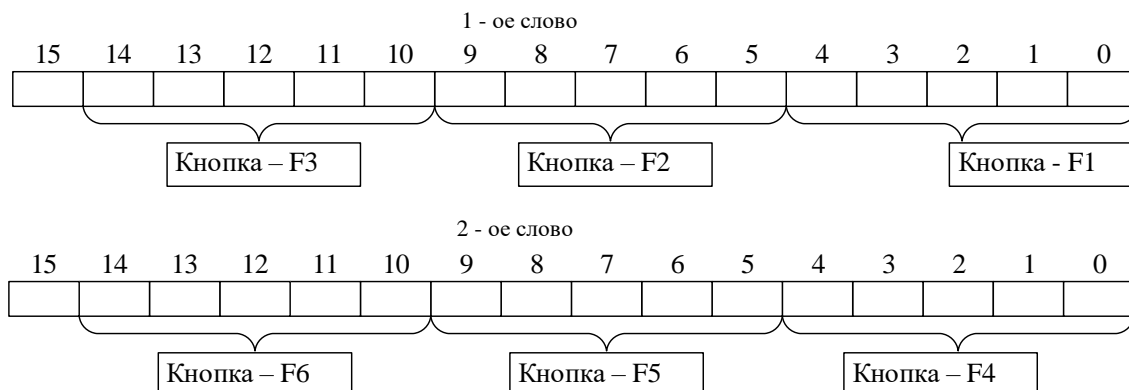 1 - ое слово
15 14 13 12 11 10 9 8 7 6 5 4 3 2 1 0
Кнопка – F3 Кнопка – F2 Кнопка - F1
2 - ое слово
15 14 13 12 11 10 9 8 7 6 5 4 3 2 1 0
Кнопка – F6 Кнопка – F5 Кнопка – F4